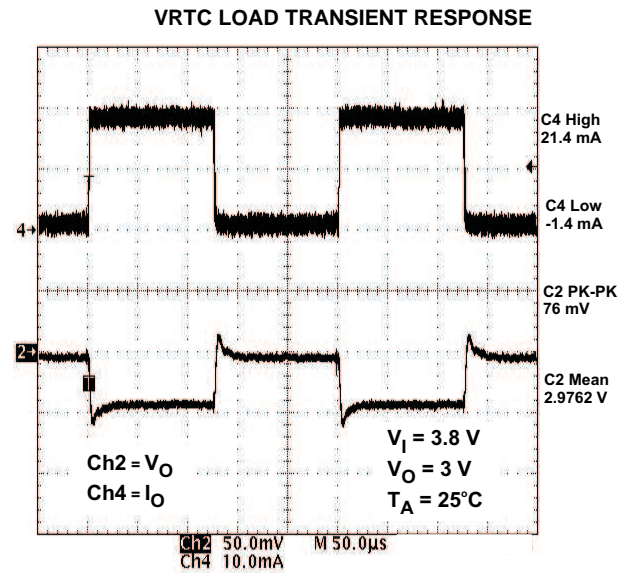 VRTC LOAD TRANSIENT RESPONSE
C4 High
21.4 mA
T
C4 Low
-1.4 mA
4→
C2 PK-PK
76 mV
2→
T
C2 Mean
2.9762 V
Ch2 = VO
Ch4 = IO
VI = 3.8 V
VO = 3 V
TA = 25°C
Ch2 50.0mV M 50.0µs
Ch4 10.0mA